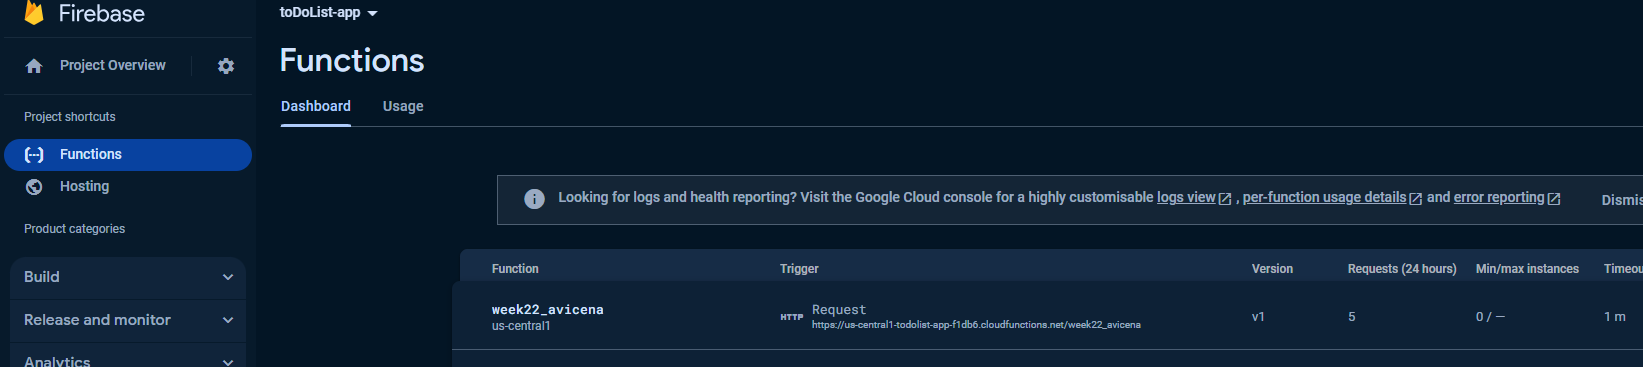 Firebase
Project Overview
Project shortcuts
Functions
Hosting
Product categories
Build
Release and monitor
Analytics
toDoList-app
Functions
Dashboard Usage
Looking for logs and health reporting? Visit the Google Cloud console for a highly customisable logs view , per-function usage details and error reporting Dismis
Function Trigger Version Requests (24 hours) Min/max instances Timeou
week22_avicena HTTP Request v1 5 0 / — 1 m
us-central1 https://us-central1-todolist-app-f1db6.cloudfunctions.net/week22_avicena